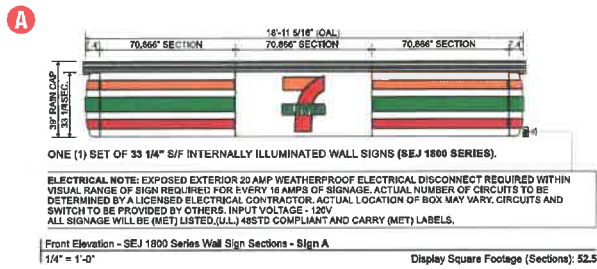 A
18'-11 5/16" (OAL)
7.4" 70.866" SECTION 70.866" SECTION 70.866" SECTION 7.4"
39" RAIN CAP
33 1/4 SEC.
7
ONE (1) SET OF 33 1/4" S/F INTERNALLY ILLUMINATED WALL SIGNS (SEJ 1800 SERIES).
ELECTRICAL NOTE: EXPOSED EXTERIOR 20 AMP WEATHERPROOF ELECTRICAL DISCONNECT REQUIRED WITHIN
VISUAL RANGE OF SIGN REQUIRED FOR EVERY 16 AMPS OF SIGNAGE. ACTUAL NUMBER OF CIRCUITS TO BE
DETERMINED BY A LICENSED ELECTRICAL CONTRACTOR. ACTUAL LOCATION OF BOX MAY VARY. CIRCUITS AND
SWITCH TO BE PROVIDED BY OTHERS. INPUT VOLTAGE - 120V
ALL SIGNAGE WILL BE (MET) LISTED,(U.L.) 48STD COMPLIANT AND CARRY (MET) LABELS.
Front Elevation - SEJ 1800 Series Wall Sign Sections - Sign A
1/4" = 1'-0" Display Square Footage (Sections): 52.5